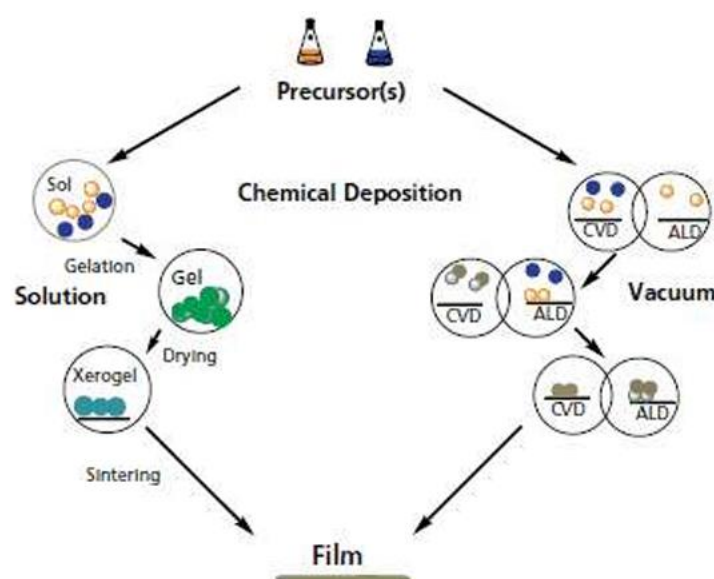 Precursor(s)
Sol
Chemical Deposition
CVD
ALD
Gelation
Gel
Solution
Vacuum
CVD
ALD
Drying
Xerogel
CVD
ALD
Sintering
Film